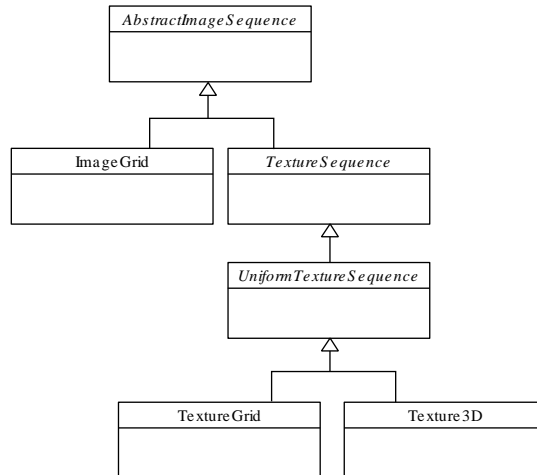 AbstractImageSequence
ImageGrid
TextureSequence
UniformTextureSequence
TextureGrid
Texture3D